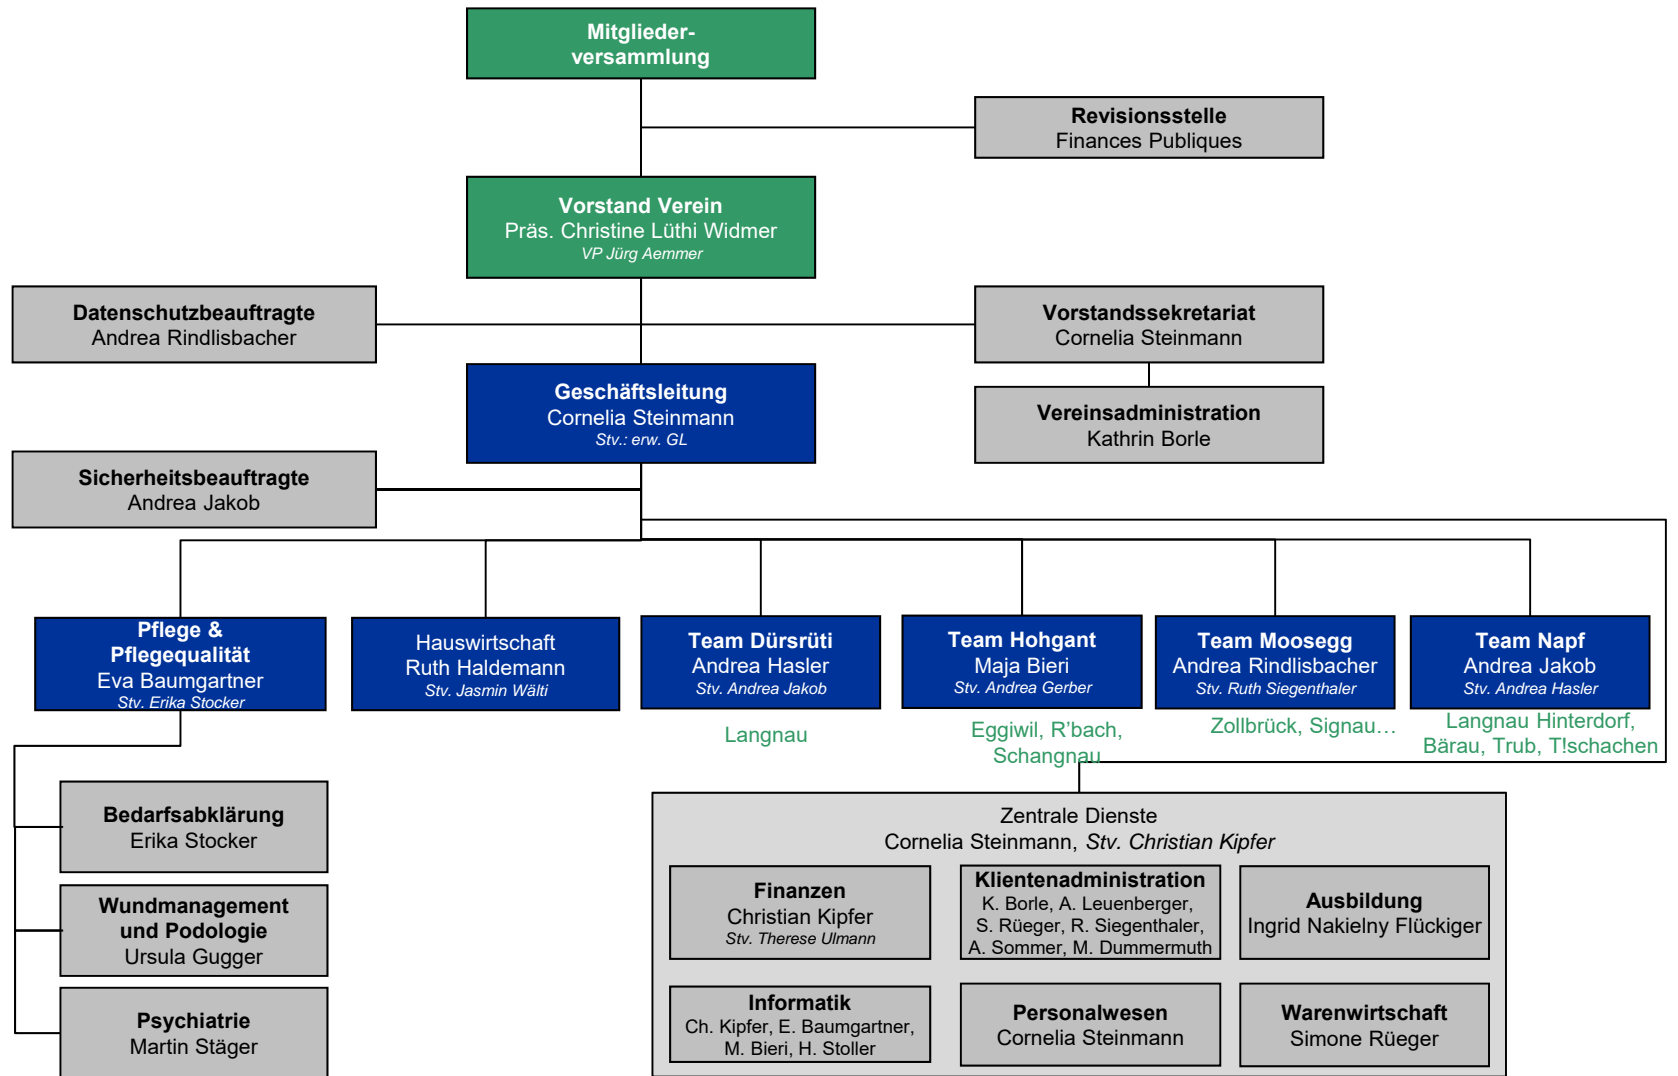 Mitglieder-
versammlung
Revisionsstelle
Finances Publiques
Vorstand Verein
Präs. Christine Lüthi Widmer
VP Jürg Aemmer
Datenschutzbeauftragte
Andrea Rindlisbacher
Vorstandssekretariat
Cornelia Steinmann
Geschäftsleitung
Cornelia Steinmann
Stv.: erw. GL
Vereinsadministration
Kathrin Borle
Sicherheitsbeauftragte
Andrea Jakob
Pflege &
Pflegequalität
Eva Baumgartner
Stv. Erika Stocker
Hauswirtschaft
Ruth Haldemann
Stv. Jasmin Wälti
Team Dürsrüti
Andrea Hasler
Stv. Andrea Jakob
Langnau
Team Hohgant
Maja Bieri
Stv. Andrea Gerber
Eggiwil, R’bach,
Schangnau
Team Moosegg
Andrea Rindlisbacher
Stv. Ruth Siegenthaler
Zollbrück, Signau…
Team Napf
Andrea Jakob
Stv. Andrea Hasler
Langnau Hinterdorf,
Bärau, Trub, T!schachen
Bedarfsabklärung
Erika Stocker
Wundmanagement
und Podologie
Ursula Gugger
Psychiatrie
Martin Stäger
Zentrale Dienste
Cornelia Steinmann, Stv. Christian Kipfer
Finanzen
Christian Kipfer
Stv. Therese Ulmann
Klientenadministration
K. Borle, A. Leuenberger,
S. Rüeger, R. Siegenthaler,
A. Sommer, M. Dummermuth
Ausbildung
Ingrid Nakielny Flückiger
Informatik
Ch. Kipfer, E. Baumgartner,
M. Bieri, H. Stoller
Personalwesen
Cornelia Steinmann
Warenwirtschaft
Simone Rüeger